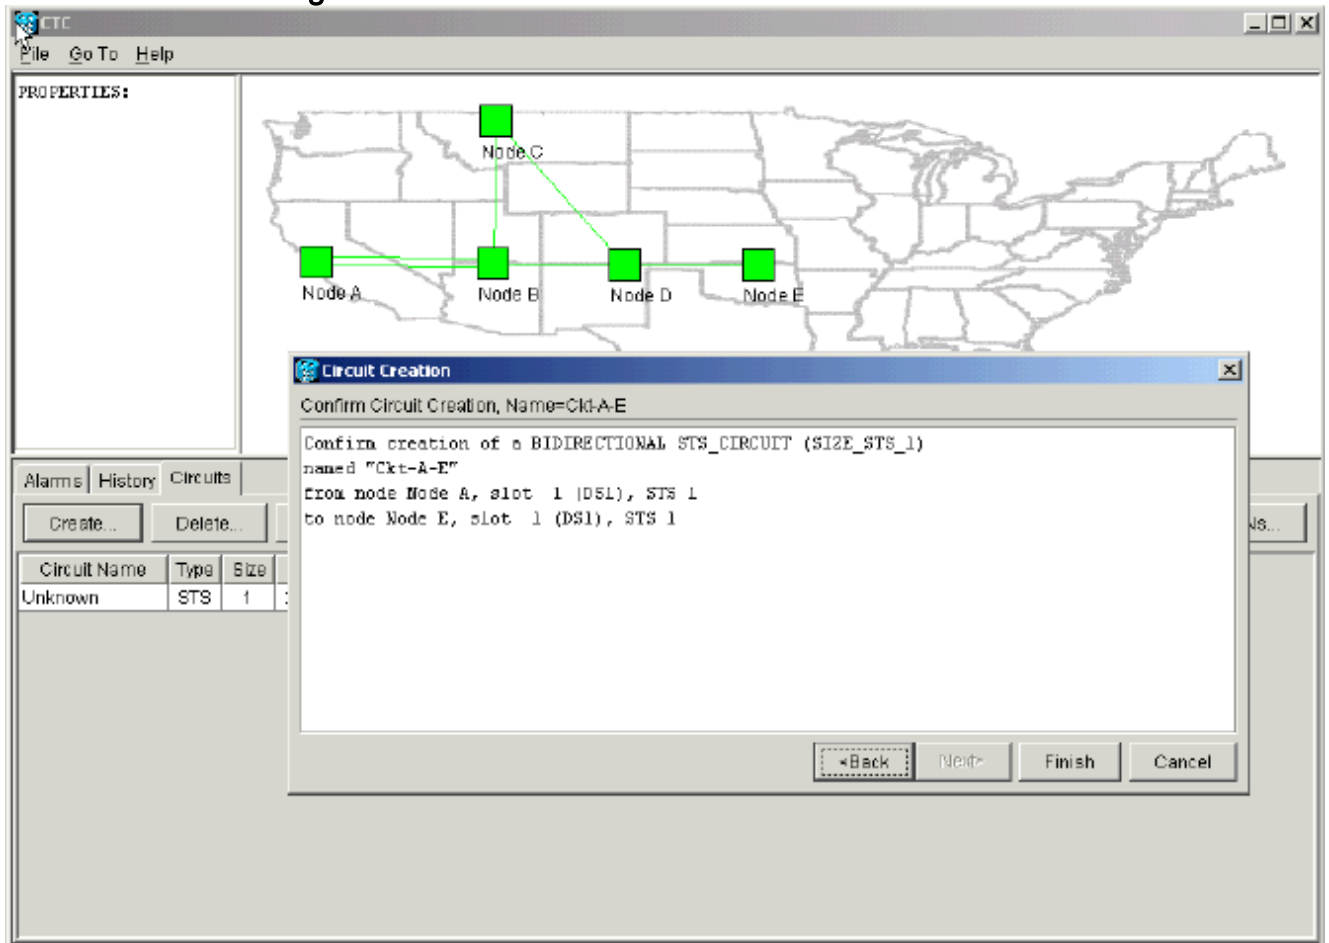 CTC
File Go To Help
PROPERTIES:
Node C
Node A
Node B
Node D
Node E
Circuit Creation
Confirm Circuit Creation, Name=Ckt-A-E
Confirm creation of a BIDIRECTIONAL STS_CIRCUIT (SIZE_STS_1)
named "Ckt-A-E"
from node Node A, slot 1 (DS1), STS 1
to node Node E, slot 1 (DS1), STS 1
Alarms History Circuits
Create... Delete...
Circuit Name Type Size
Unknown STS 1
<Back Next> Finish Cancel